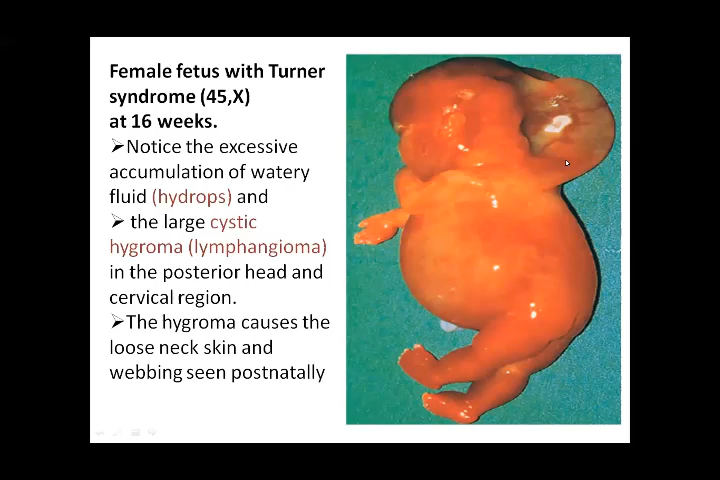 Female fetus with Turner
syndrome (45,X)
at 16 weeks.
➢Notice the excessive
accumulation of watery
fluid (hydrops) and
➢ the large cystic
hygroma (lymphangioma)
in the posterior head and
cervical region.
➢The hygroma causes the
loose neck skin and
webbing seen postnatally